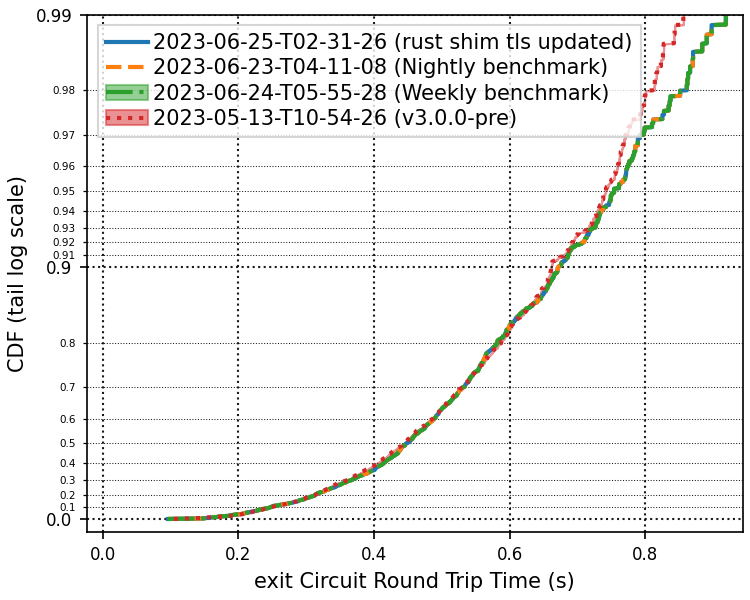 0.99
2023-06-25-T02-31-26 (rust shim tls updated)
2023-06-23-T04-11-08 (Nightly benchmark)
2023-06-24-T05-55-28 (Weekly benchmark)
2023-05-13-T10-54-26 (v3.0.0-pre)
0.98
0.97
0.96
0.95
0.94
0.93
0.92
0.91
0.9
0.8
0.7
0.6
0.5
0.4
0.3
0.2
0.1
0.0
CDF (tail log scale)
0.0 0.2 0.4 0.6 0.8
exit Circuit Round Trip Time (s)